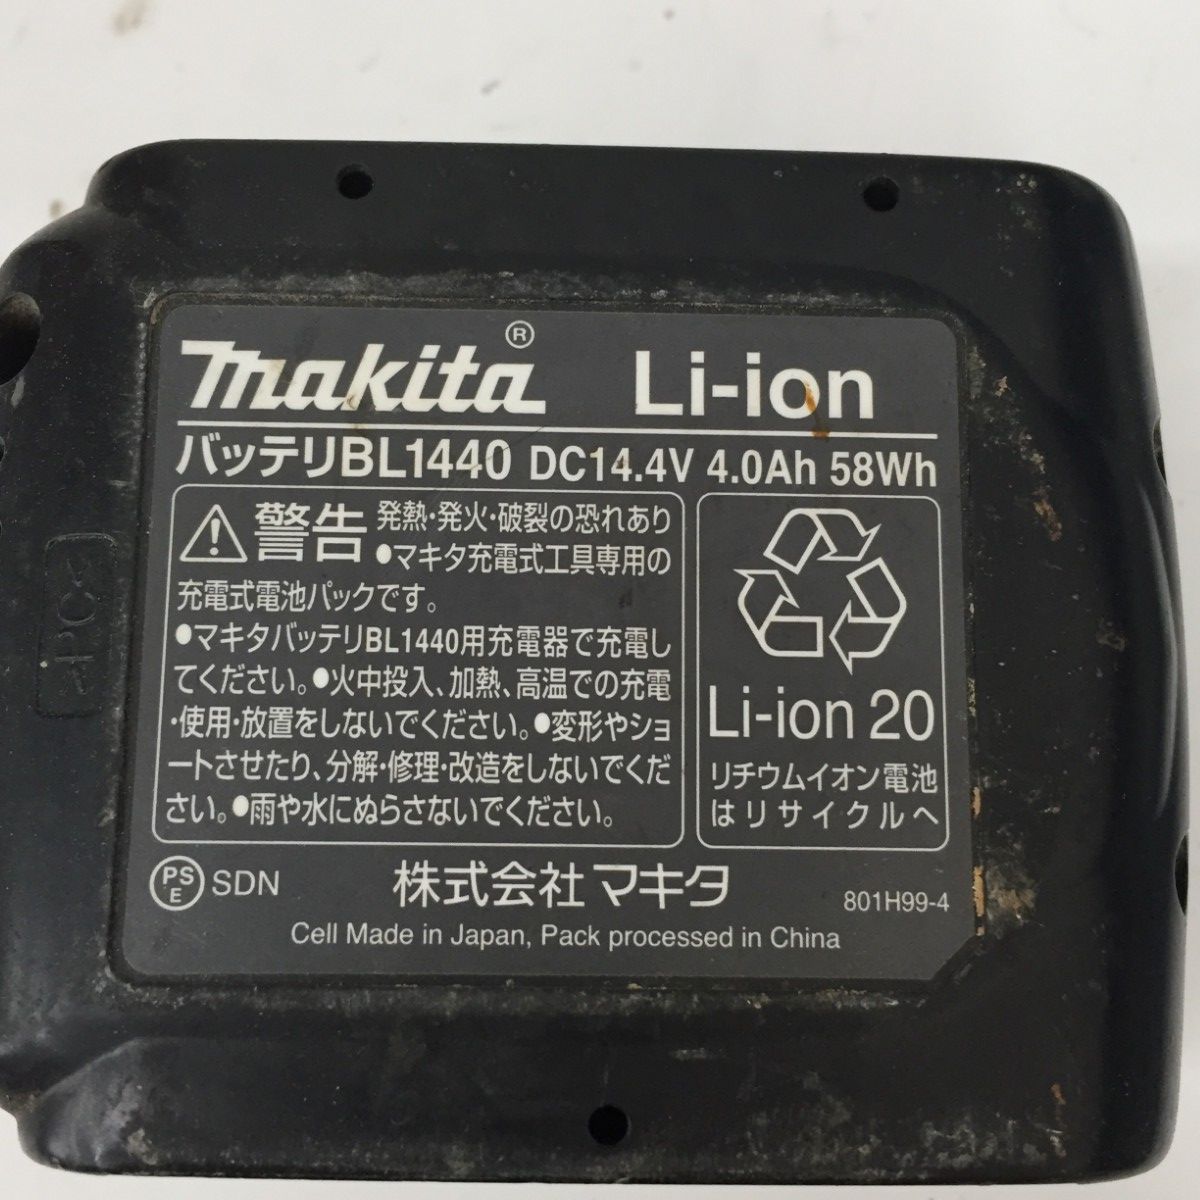 makita® Li-ion
バッテリBL1440 DC14.4V 4.0Ah 58Wh
警告 発熱・発火・破裂の恐れあり
●マキタ充電式工具専用の
充電式電池パックです。
●マキタバッテリBL1440用充電器で充電し
てください。●火中投入、加熱、高温での充電
・使用・放置をしないでください。●変形やショ
ートさせたり、分解・修理・改造をしないでくだ
さい。●雨や水にぬらさないでください。
Li-ion 20
リチウムイオン電池
はリサイクルへ
PS
E SDN 株式会社マキタ 801H99-4
Cell Made in Japan, Pack processed in China